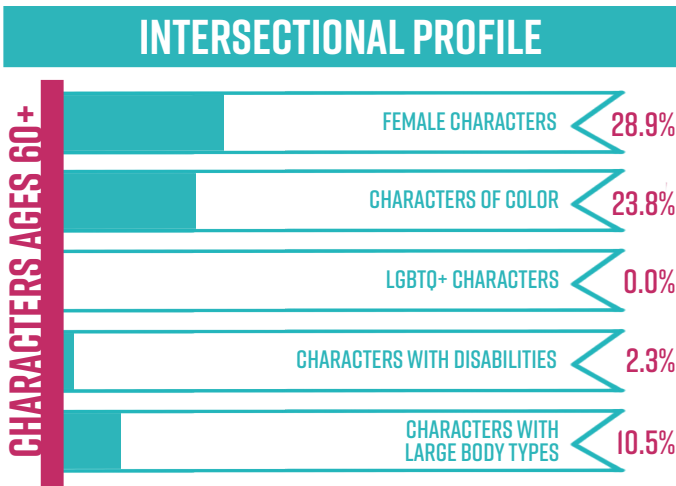 INTERSECTIONAL PROFILE
CHARACTERS AGES 60+
FEMALE CHARACTERS 28.9%
CHARACTERS OF COLOR 23.8%
LGBTQ+ CHARACTERS 0.0%
CHARACTERS WITH DISABILITIES 2.3%
CHARACTERS WITH
LARGE BODY TYPES 10.5%